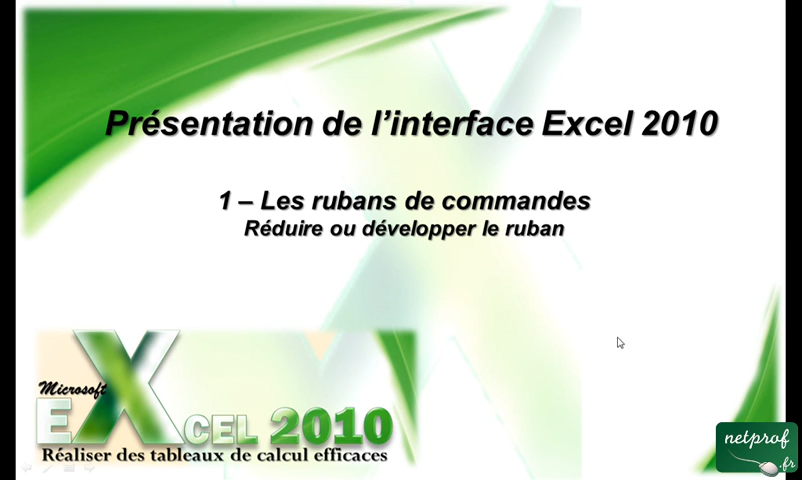 Présentation de l’interface Excel 2010
1 – Les rubans de commandes
Réduire ou développer le ruban
Microsoft
EXCEL 2010
Réaliser des tableaux de calcul efficaces
netprof
.fr